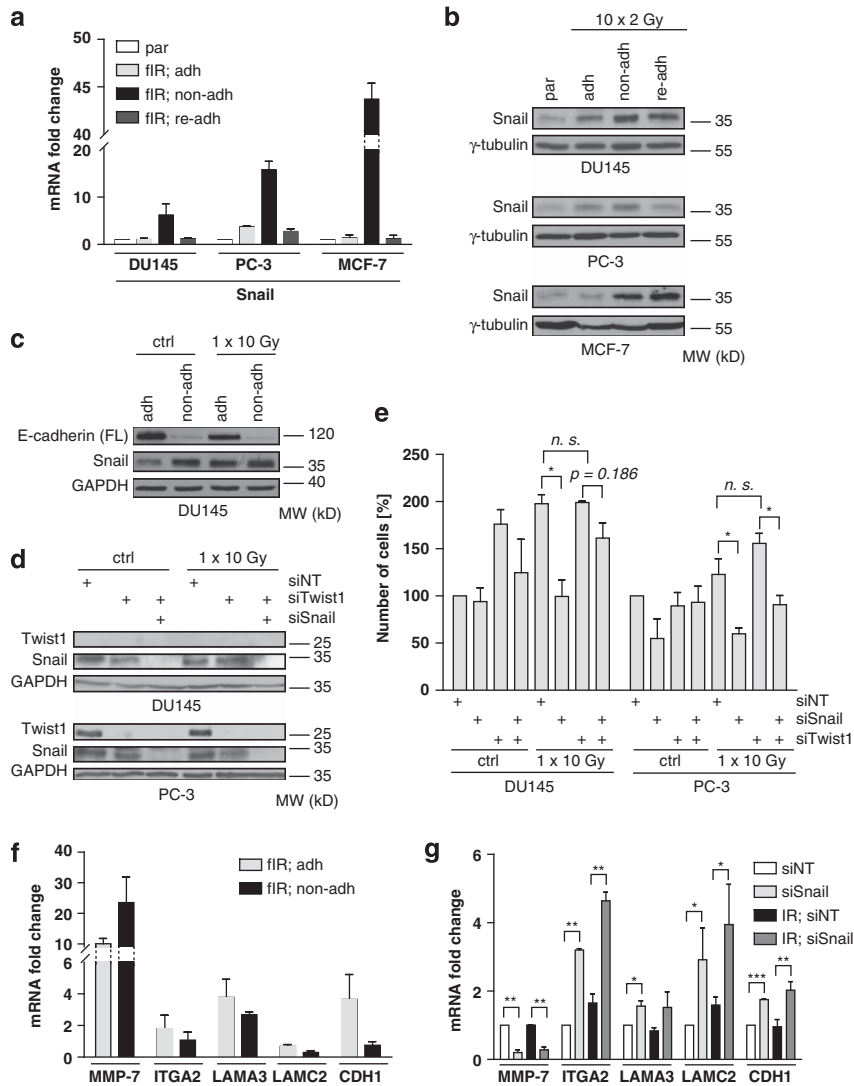 a
mRNA fold change
50
45
40
20
10
0
par
fIR; adh
fIR; non-adh
fIR; re-adh
DU145 PC-3 MCF-7
Snail
b
10 x 2 Gy
par adh non-adh re-adh
Snail 35
γ-tubulin 55
DU145
Snail 35
γ-tubulin 55
PC-3
Snail 35
γ-tubulin 55
MCF-7 MW (kD)
c
ctrl 1 x 10 Gy
adh non-adh adh non-adh
E-cadherin (FL) 120
Snail 35
GAPDH 40
DU145 MW (kD)
d
ctrl 1 x 10 Gy
+ + siNT
+ + + + siTwist1
+ + siSnail
Twist1 25
Snail 35
GAPDH 35
DU145
Twist1 25
Snail 35
GAPDH 35
PC-3 MW (kD)
e
Number of cells [%]
250
200
150
100
50
0
n. s.
* p = 0.186
n. s.
* *
+ + + + siNT
+ + + + + + + + siSnail
+ + + + + + + + siTwist1
ctrl 1 x 10 Gy ctrl 1 x 10 Gy
DU145 PC-3
f
mRNA fold change
40
30
20
10
6
4
2
0
fIR; adh
fIR; non-adh
MMP-7 ITGA2 LAMA3 LAMC2 CDH1
g
mRNA fold change
6
4
2
0
** ** ** ** * * * *** **
siNT
siSnail
IR; siNT
IR; siSnail
MMP-7 ITGA2 LAMA3 LAMC2 CDH1